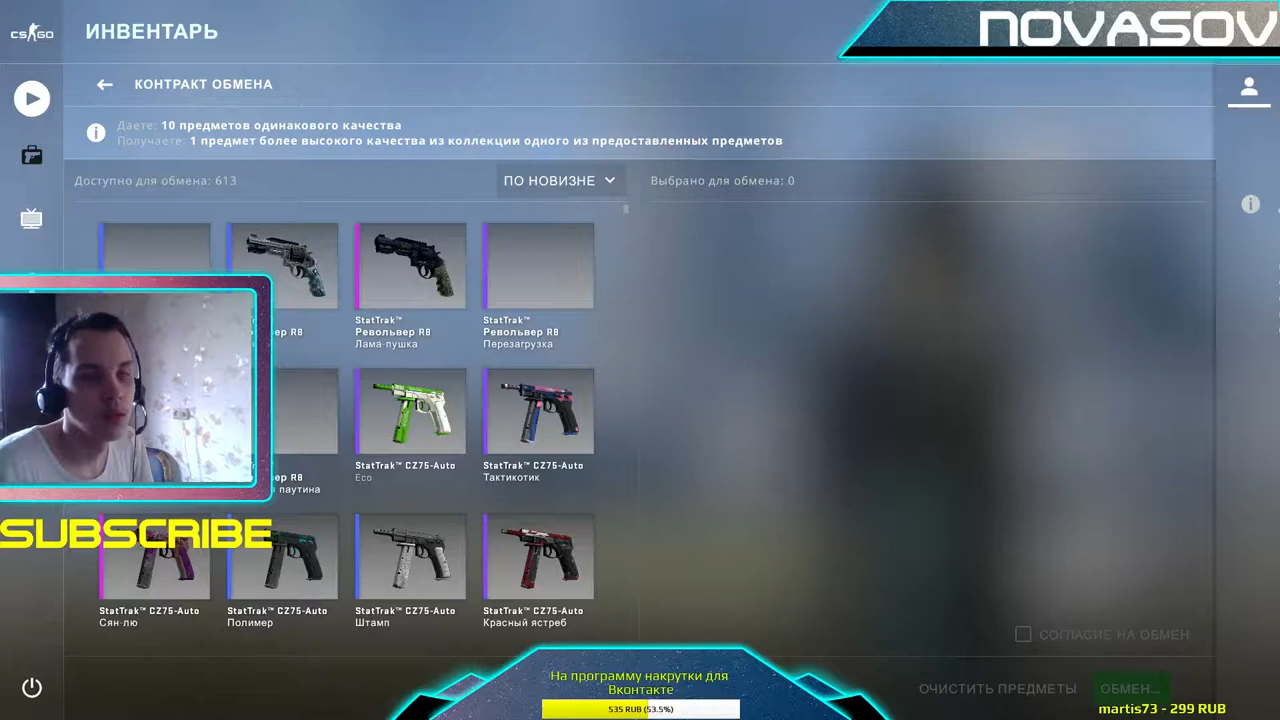 CS:GO
ИНВЕНТАРЬ
NOVASOV
КОНТРАКТ ОБМЕНА
Даете: 10 предметов одинакового качества
Получаете: 1 предмет более высокого качества из коллекции одного из предоставленных предметов
Доступно для обмена: 613
ПО НОВИЗНЕ
Выбрано для обмена: 0
StatTrak™
Револьвер R8
Лама-пушка
StatTrak™
Револьвер R8
Перезагрузка
R8
StatTrak™ CZ75-Auto
Eco
StatTrak™ CZ75-Auto
Тактикотик
R8
паутина
SUBSCRIBE
StatTrak™ CZ75-Auto
Сян-лю
StatTrak™ CZ75-Auto
Полимер
StatTrak™ CZ75-Auto
Штамп
StatTrak™ CZ75-Auto
Красный ястреб
СОГЛАСИЕ НА ОБМЕН
ОЧИСТИТЬ ПРЕДМЕТЫ
ОБМЕН...
На программу накрутки для
Вконтакте
535 RUB (53.5%)
martis73 - 299 RUB